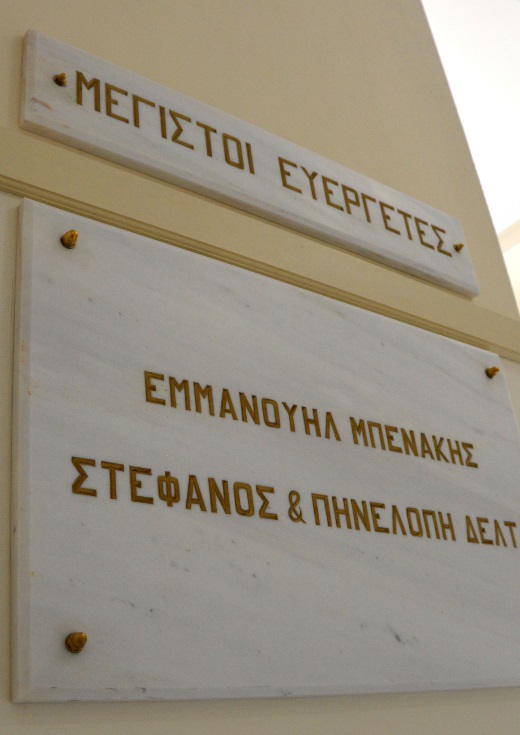 ΜΕΓΙΣΤΟΙ ΕΥΕΡΓΕΤΕΣ
ΕΜΜΑΝΟΥΗΛ ΜΠΕΝΑΚΗΣ
ΣΤΕΦΑΝΟΣ & ΠΗΝΕΛΟΠΗ ΔΕΛΤ